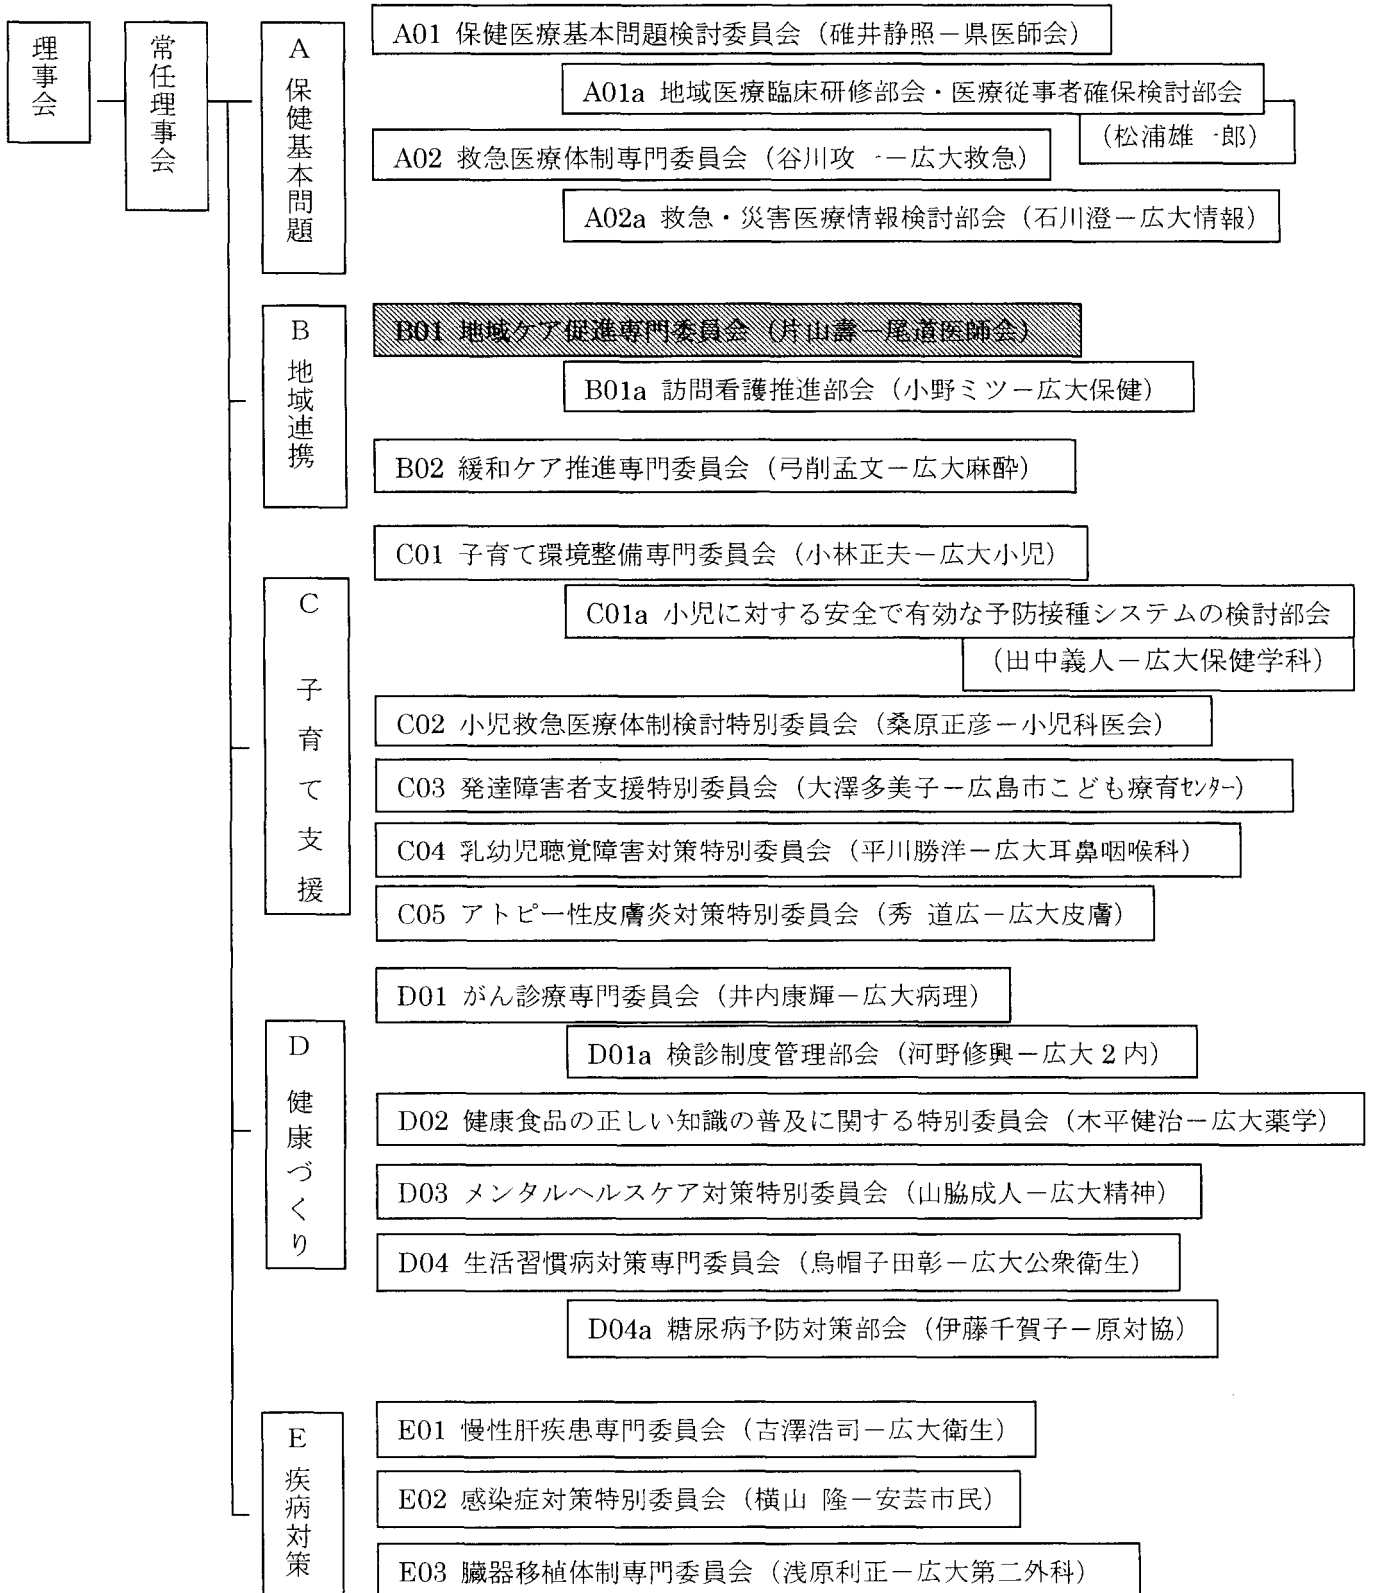 理事会
常任理事会
A 保健基本問題
A01 保健医療基本問題検討委員会（碓井静照－県医師会）
A01a 地域医療臨床研修部会・医療従事者確保検討部会
（松浦雄一郎）
A02 救急医療体制専門委員会（谷川攻一－広大救急）
A02a 救急・災害医療情報検討部会（石川澄－広大情報）
B 地域連携
B01 地域ケア促進専門委員会（片山壽－尾道医師会）
B01a 訪問看護推進部会（小野ミツ－広大保健）
B02 緩和ケア推進専門委員会（弓削孟文－広大麻酔）
C 子育て支援
C01 子育て環境整備専門委員会（小林正夫－広大小児）
C01a 小児に対する安全で有効な予防接種システムの検討部会
（田中義人－広大保健学科）
C02 小児救急医療体制検討特別委員会（桑原正彦－小児科医会）
C03 発達障害者支援特別委員会（大澤多美子－広島市こども療育ｾﾝﾀｰ）
C04 乳幼児聴覚障害対策特別委員会（平川勝洋－広大耳鼻咽喉科）
C05 アトピー性皮膚炎対策特別委員会（秀 道広－広大皮膚）
D 健康づくり
D01 がん診療専門委員会（井内康輝－広大病理）
D01a 検診制度管理部会（河野修興－広大２内）
D02 健康食品の正しい知識の普及に関する特別委員会（木平健治－広大薬学）
D03 メンタルヘルスケア対策特別委員会（山脇成人－広大精神）
D04 生活習慣病対策専門委員会（烏帽子田彰－広大公衆衛生）
D04a 糖尿病予防対策部会（伊藤千賀子－原対協）
E 疾病対策
E01 慢性肝疾患専門委員会（吉澤浩司－広大衛生）
E02 感染症対策特別委員会（横山 隆－安芸市民）
E03 臓器移植体制専門委員会（浅原利正－広大第二外科）